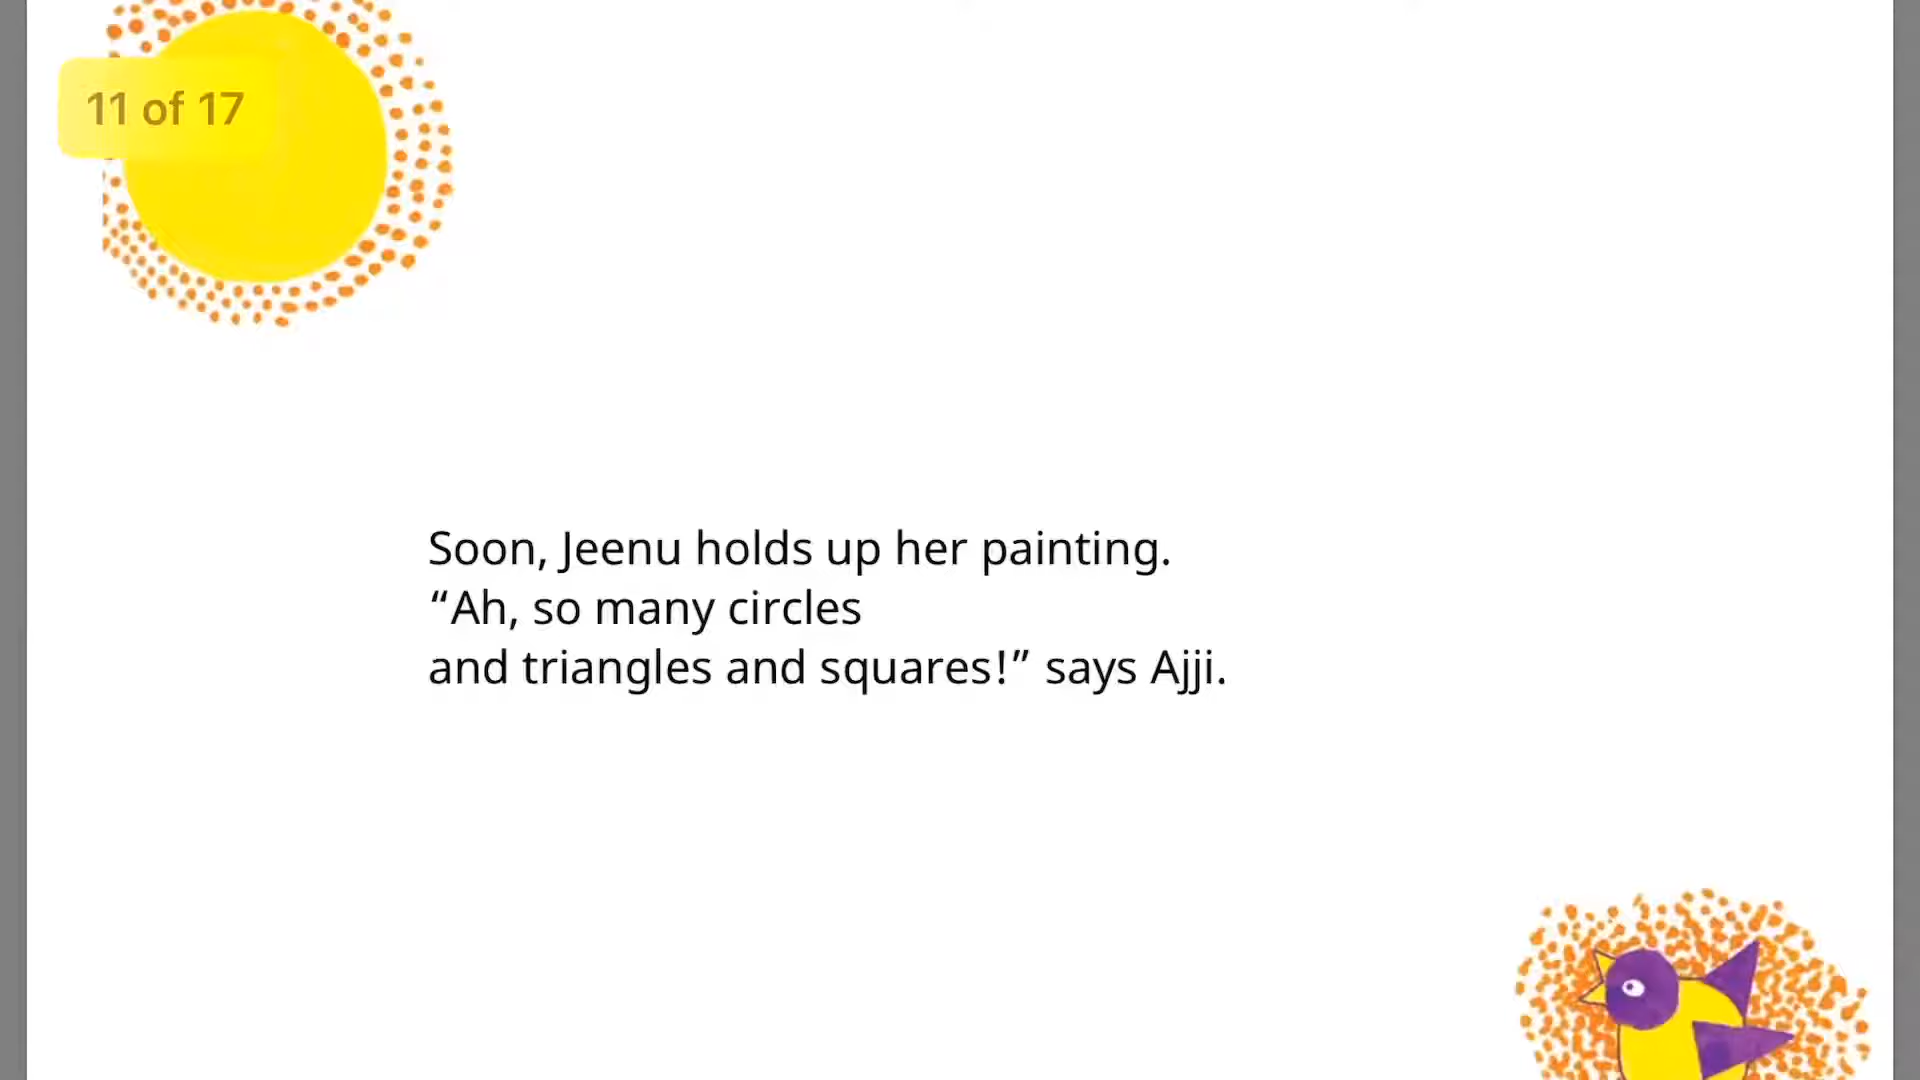 11 of 17
Soon, Jeenu holds up her painting.
“Ah, so many circles
and triangles and squares!” says Ajji.